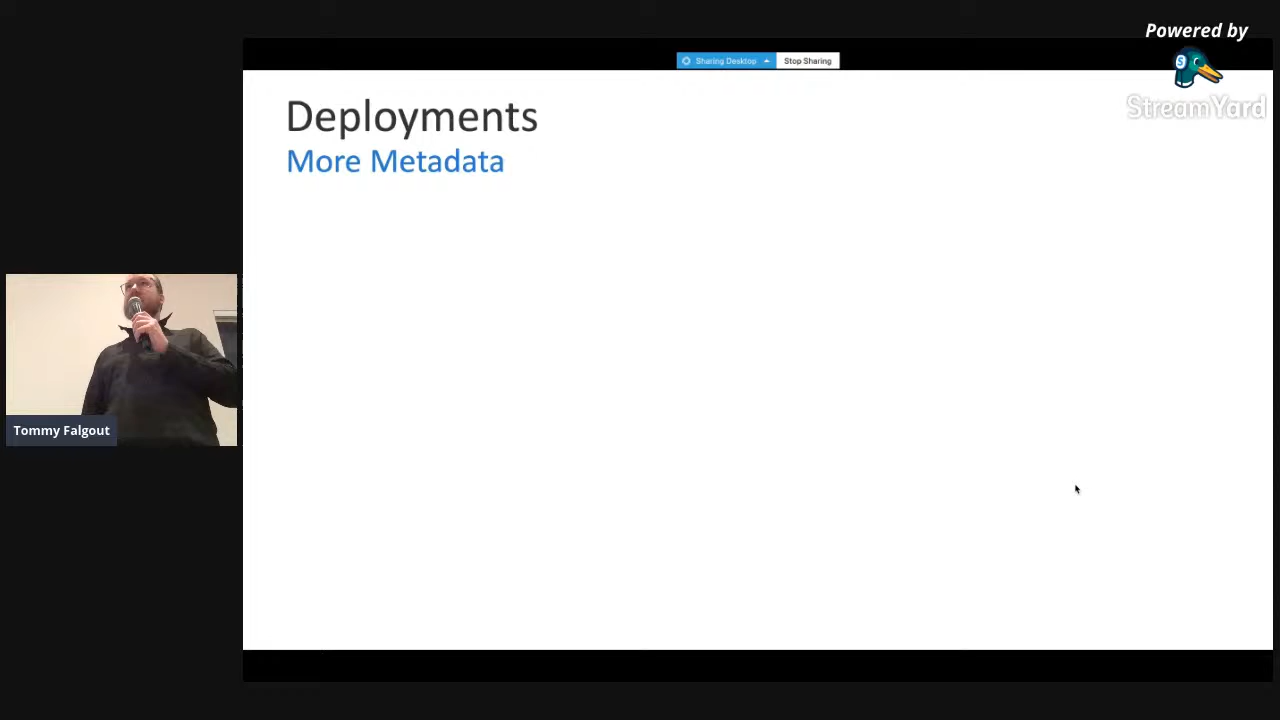 Powered by
StreamYard
Sharing Desktop
Stop Sharing
Deployments
More Metadata
Tommy Falgout